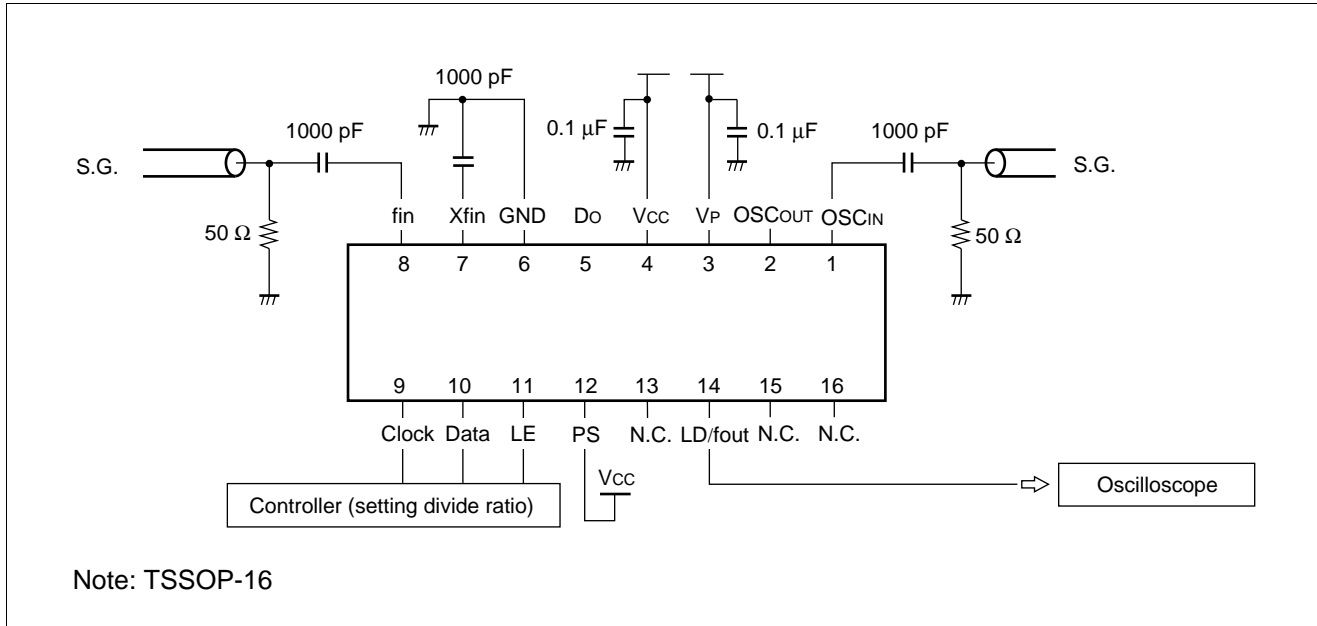 1000 pF
1000 pF
0.1 μF
0.1 μF
1000 pF
S.G.
S.G.
50 Ω
fin Xfin GND DO VCC VP OSCOUT OSCIN
50 Ω
8 7 6 5 4 3 2 1
9 10 11 12 13 14 15 16
Clock Data LE PS N.C. LD/fout N.C. N.C.
VCC
Controller (setting divide ratio)
Oscilloscope
Note: TSSOP-16